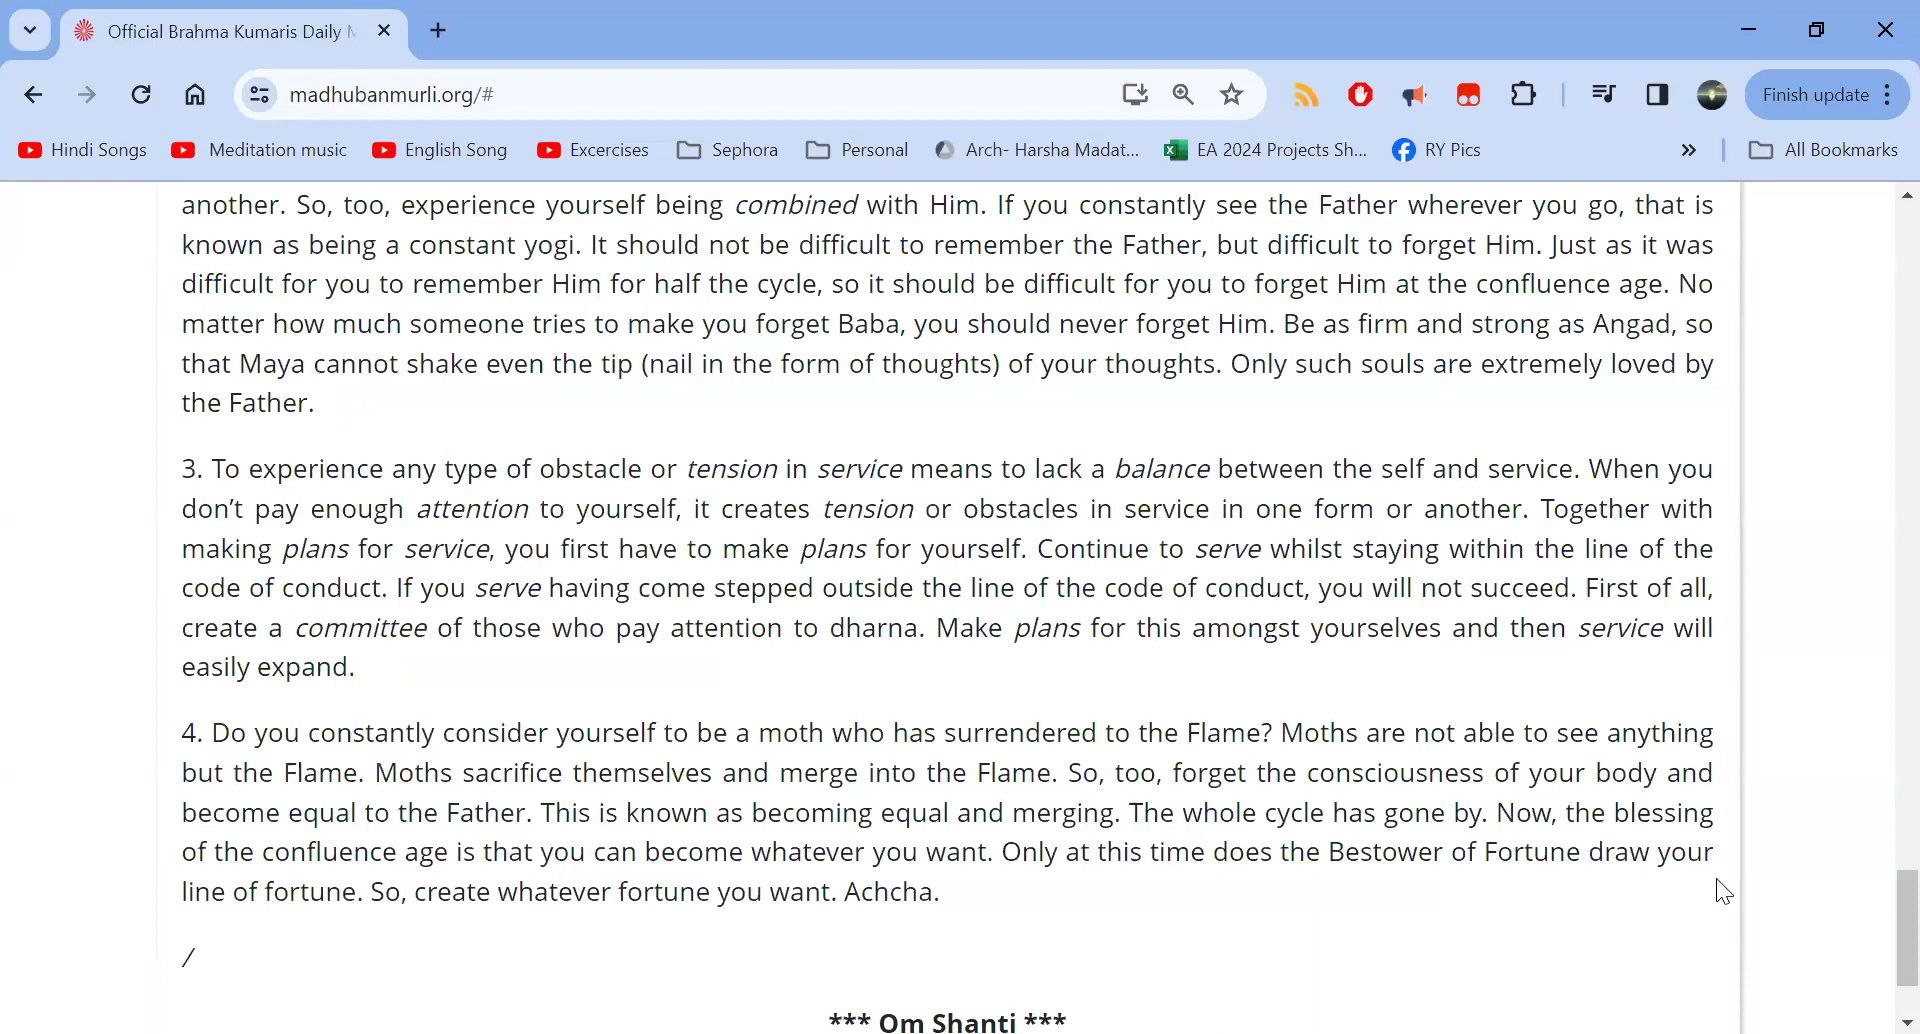 Official Brahma Kumaris Daily M
madhubanmurli.org/#
Finish update
Hindi Songs Meditation music English Song Excercises Sephora Personal Arch- Harsha Madat... EA 2024 Projects Sh... RY Pics » All Bookmarks
another. So, too, experience yourself being combined with Him. If you constantly see the Father wherever you go, that is
known as being a constant yogi. It should not be difficult to remember the Father, but difficult to forget Him. Just as it was
difficult for you to remember Him for half the cycle, so it should be difficult for you to forget Him at the confluence age. No
matter how much someone tries to make you forget Baba, you should never forget Him. Be as firm and strong as Angad, so
that Maya cannot shake even the tip (nail in the form of thoughts) of your thoughts. Only such souls are extremely loved by
the Father.
3. To experience any type of obstacle or tension in service means to lack a balance between the self and service. When you
don’t pay enough attention to yourself, it creates tension or obstacles in service in one form or another. Together with
making plans for service, you first have to make plans for yourself. Continue to serve whilst staying within the line of the
code of conduct. If you serve having come stepped outside the line of the code of conduct, you will not succeed. First of all,
create a committee of those who pay attention to dharna. Make plans for this amongst yourselves and then service will
easily expand.
4. Do you constantly consider yourself to be a moth who has surrendered to the Flame? Moths are not able to see anything
but the Flame. Moths sacrifice themselves and merge into the Flame. So, too, forget the consciousness of your body and
become equal to the Father. This is known as becoming equal and merging. The whole cycle has gone by. Now, the blessing
of the confluence age is that you can become whatever you want. Only at this time does the Bestower of Fortune draw your
line of fortune. So, create whatever fortune you want. Achcha.
/
*** Om Shanti ***